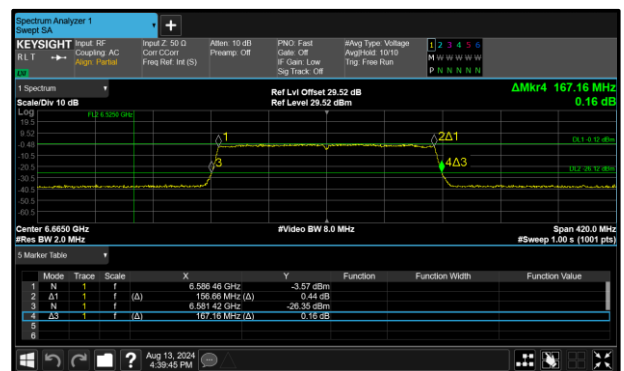 Spectrum Analyzer 1
Swept SA
+
KEYSIGHT Input: RF Input Z: 50 Ω Atten: 10 dB PNO: Fast #Avg Type: Voltage 1 2 3 4 5 6
R L T Coupling: AC Corr CCorr Preamp: Off Gate: Off Avg|Hold: 10/10 M W W W W W
Align: Partial Freq Ref: Int (S) IF Gain: Low Trig: Free Run
Sig Track: Off P N N N N N
1 Spectrum Ref Lvl Offset 29.52 dB ΔMkr4 167.16 MHz
Scale/Div 10 dB Ref Level 29.52 dBm 0.16 dB
Log
19.5
9.52
-0.48 1 2Δ1 DL1 -0.12 dBm
-10.5
-20.5 3 4Δ3 DL2 -26.12 dBm
-30.5
-40.5
-50.5
-60.5
Center 6.6650 GHz #Video BW 8.0 MHz Span 420.0 MHz
#Res BW 2.0 MHz #Sweep 1.00 s (1001 pts)
5 Marker Table
Mode Trace Scale X Y Function Function Width Function Value
1 N 1 f 6.586 46 GHz -3.57 dBm
2 Δ1 1 f (Δ) 156.66 MHz (Δ) 0.44 dB
3 N 1 f 6.581 42 GHz -26.35 dBm
4 Δ3 1 f (Δ) 167.16 MHz (Δ) 0.16 dB
5
6
? Aug 13, 2024
4:39:45 PM